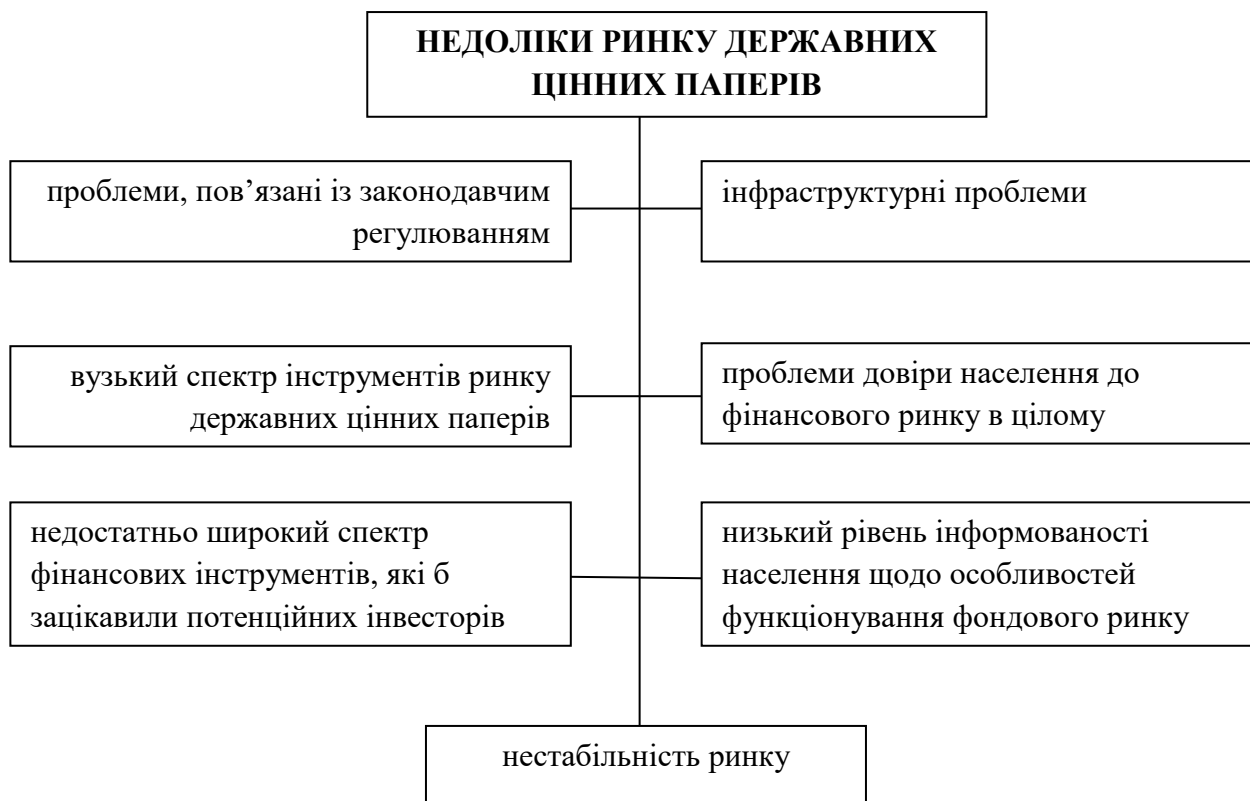 НЕДОЛІКИ РИНКУ ДЕРЖАВНИХ
ЦІННИХ ПАПЕРІВ
проблеми, пов’язані із законодавчим
регулюванням
інфраструктурні проблеми
вузький спектр інструментів ринку
державних цінних паперів
проблеми довіри населення до
фінансового ринку в цілому
недостатньо широкий спектр
фінансових інструментів, які б
зацікавили потенційних інвесторів
низький рівень інформованості
населення щодо особливостей
функціонування фондового ринку
нестабільність ринку